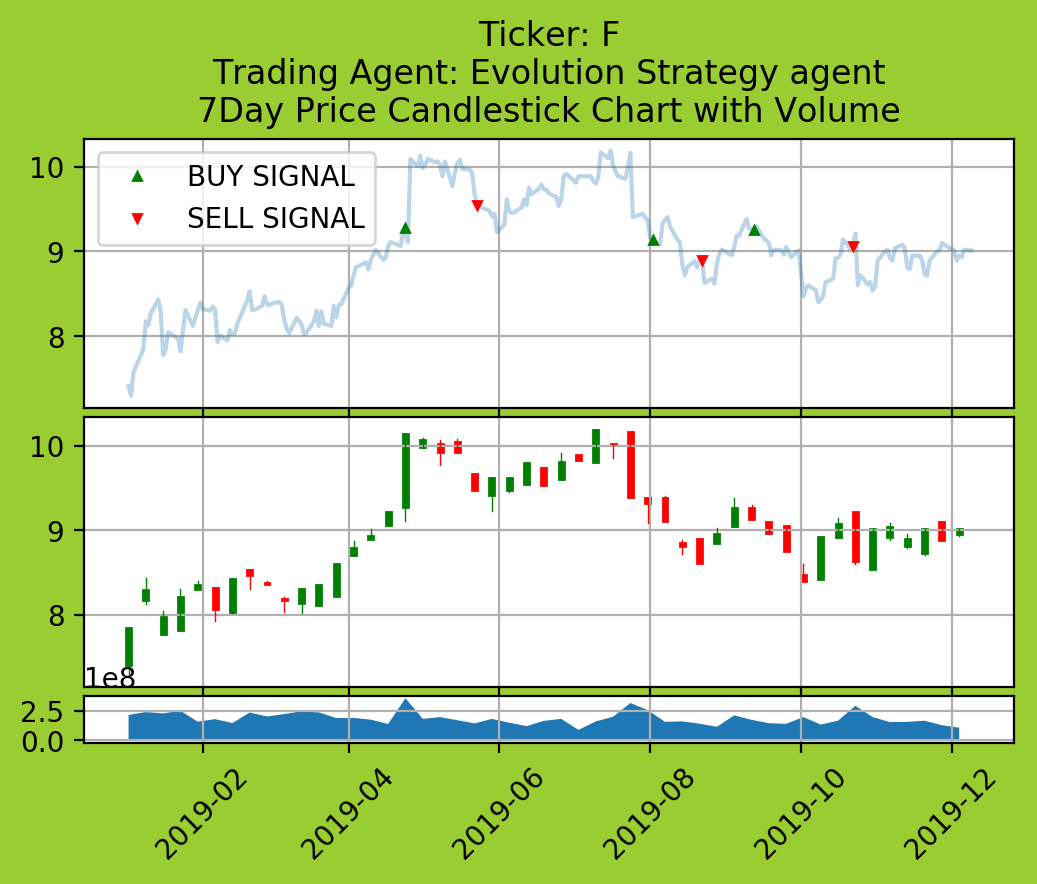 Ticker: F
Trading Agent: Evolution Strategy agent
7Day Price Candlestick Chart with Volume
BUY SIGNAL
SELL SIGNAL
10
9
8
10
9
8
1e8
2.5
0.0
2019-02
2019-04
2019-06
2019-08
2019-10
2019-12